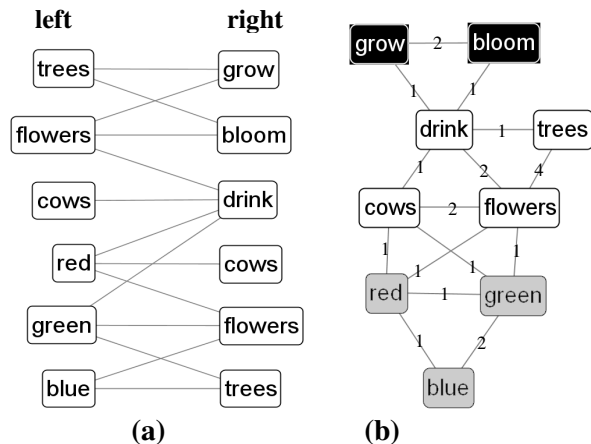 left right
trees grow
flowers bloom
cows drink
red cows
green flowers
blue trees
(a)
grow 2 bloom
1 1
drink 1 trees
1 2 4
cows 2 flowers
1 1 1 1
red 1 green
1 2
blue
(b)